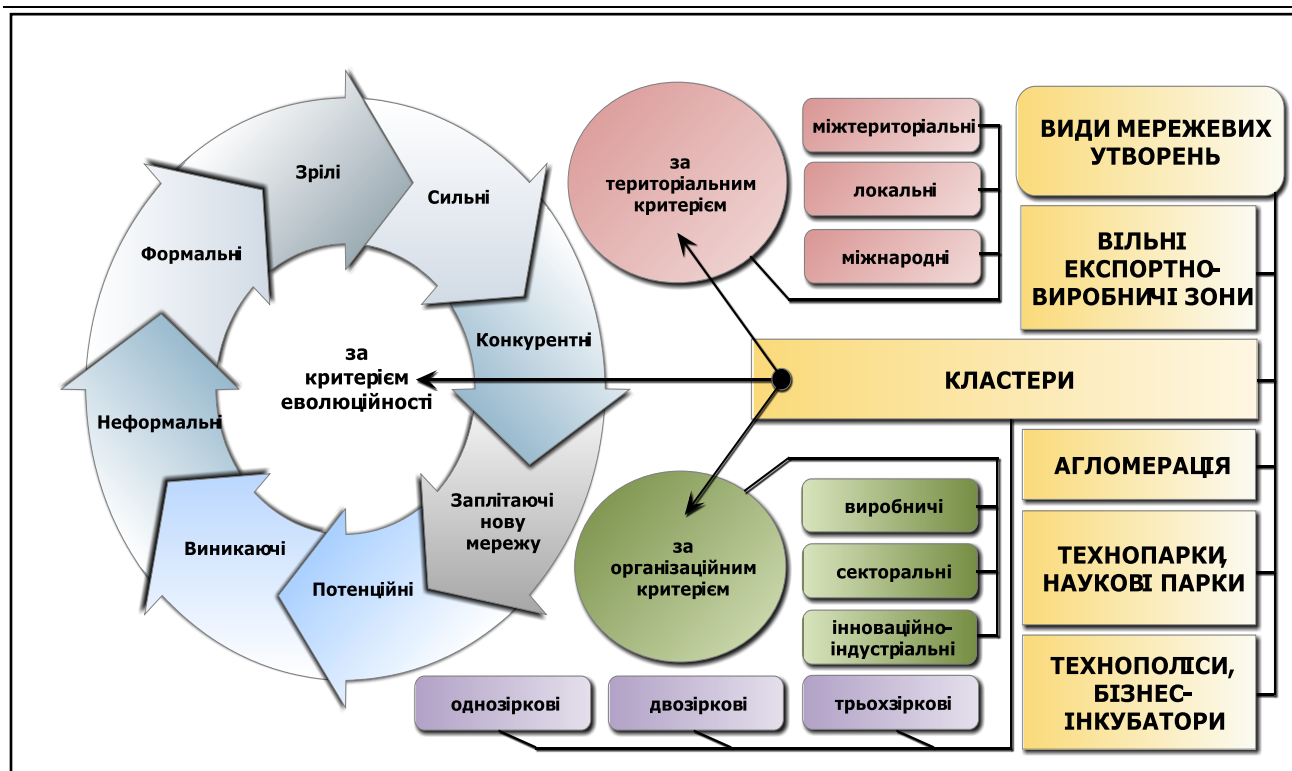 Зрілі
Сильні
Формальні
Конкурентні
за
критерієм
еволюційності
Неформальні
Заплітаючі
нову
мережу
Виникаючі
Потенційні
за
територіальним
критерієм
міжтериторіальні
локальні
міжнародні
ВИДИ МЕРЕЖЕВИХ
УТВОРЕНЬ
ВІЛЬНІ
ЕКСПОРТНО-
ВИРОБНИЧІ ЗОНИ
КЛАСТЕРИ
за
організаційним
критерієм
виробничі
секторальні
інноваційно-
індустріальні
однозіркові
двозіркові
трьохзіркові
АГЛОМЕРАЦІЯ
ТЕХНОПАРКИ,
НАУКОВІ ПАРКИ
ТЕХНОПОЛІСИ,
БІЗНЕС-
ІНКУБАТОРИ